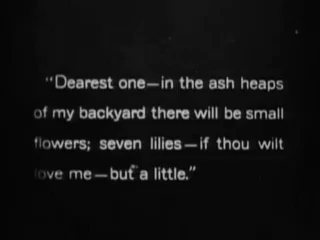 "Dearest one—in the ash heaps
of my backyard there will be small
flowers; seven lilies—if thou wilt
love me—but a little."